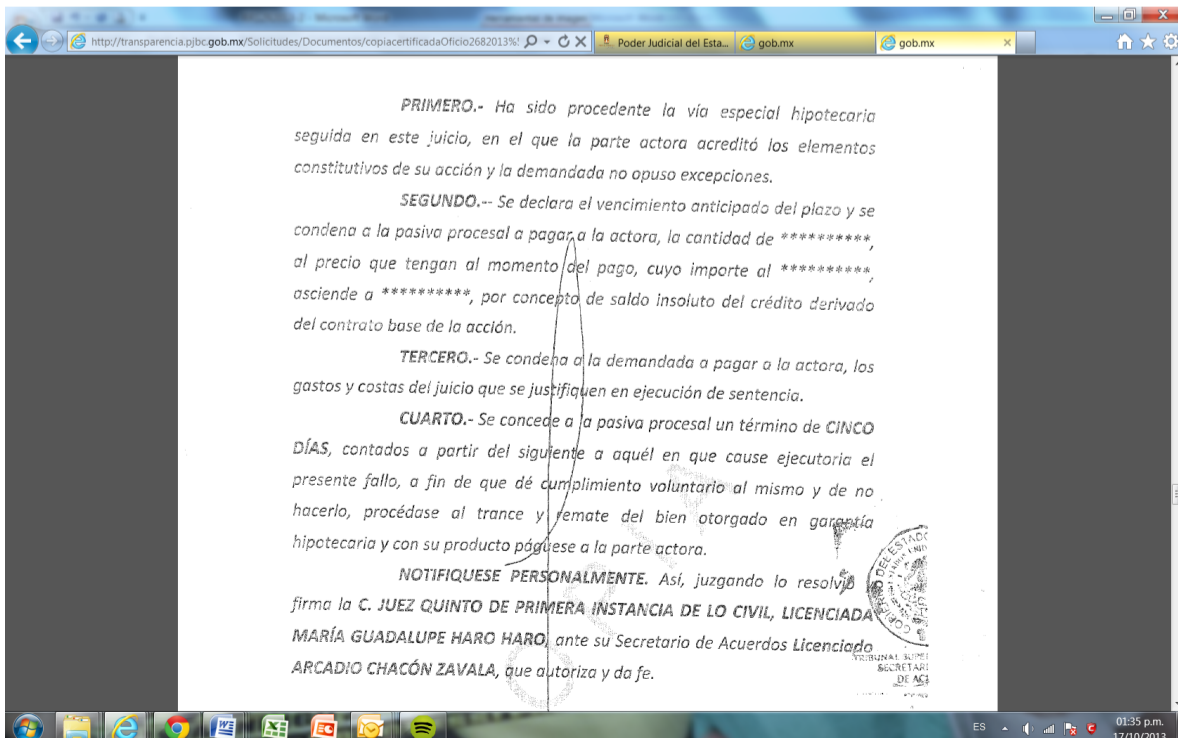 http://transparencia.pjbc.gob.mx/Solicitudes/Documentos/copiacertificadaOficio2682013%!
Poder Judicial del Esta...
gob.mx
gob.mx
PRIMERO.- Ha sido procedente la vía especial hipotecaria
seguida en este juicio, en el que la parte actora acreditó los elementos
constitutivos de su acción y la demandada no opuso excepciones.
SEGUNDO.-- Se declara el vencimiento anticipado del plazo y se
condena a la pasiva procesal a pagar a la actora, la cantidad de **********,
al precio que tengan al momento del pago, cuyo importe al **********,
asciende a **********, por concepto de saldo insoluto del crédito derivado
del contrato base de la acción.
TERCERO.- Se condena a la demandada a pagar a la actora, los
gastos y costas del juicio que se justifiquen en ejecución de sentencia.
CUARTO.- Se concede a la pasiva procesal un término de CINCO
DÍAS, contados a partir del siguiente a aquél en que cause ejecutoria el
presente fallo, a fin de que dé cumplimiento voluntario al mismo y de no
hacerlo, procédase al trance y remate del bien otorgado en garantía
hipotecaria y con su producto páguese a la parte actora.
NOTIFIQUESE PERSONALMENTE. Así, juzgando lo resolvió
firma la C. JUEZ QUINTO DE PRIMERA INSTANCIA DE LO CIVIL, LICENCIADA
MARÍA GUADALUPE HARO HARO, ante su Secretario de Acuerdos Licenciado
ARCADIO CHACÓN ZAVALA, que autoriza y da fe.
GOBIERNO DEL ESTADO
TRIBUNAL SUPE
SECRETARI
DE AC
COPIA
ES
01:35 p.m.
17/10/2013